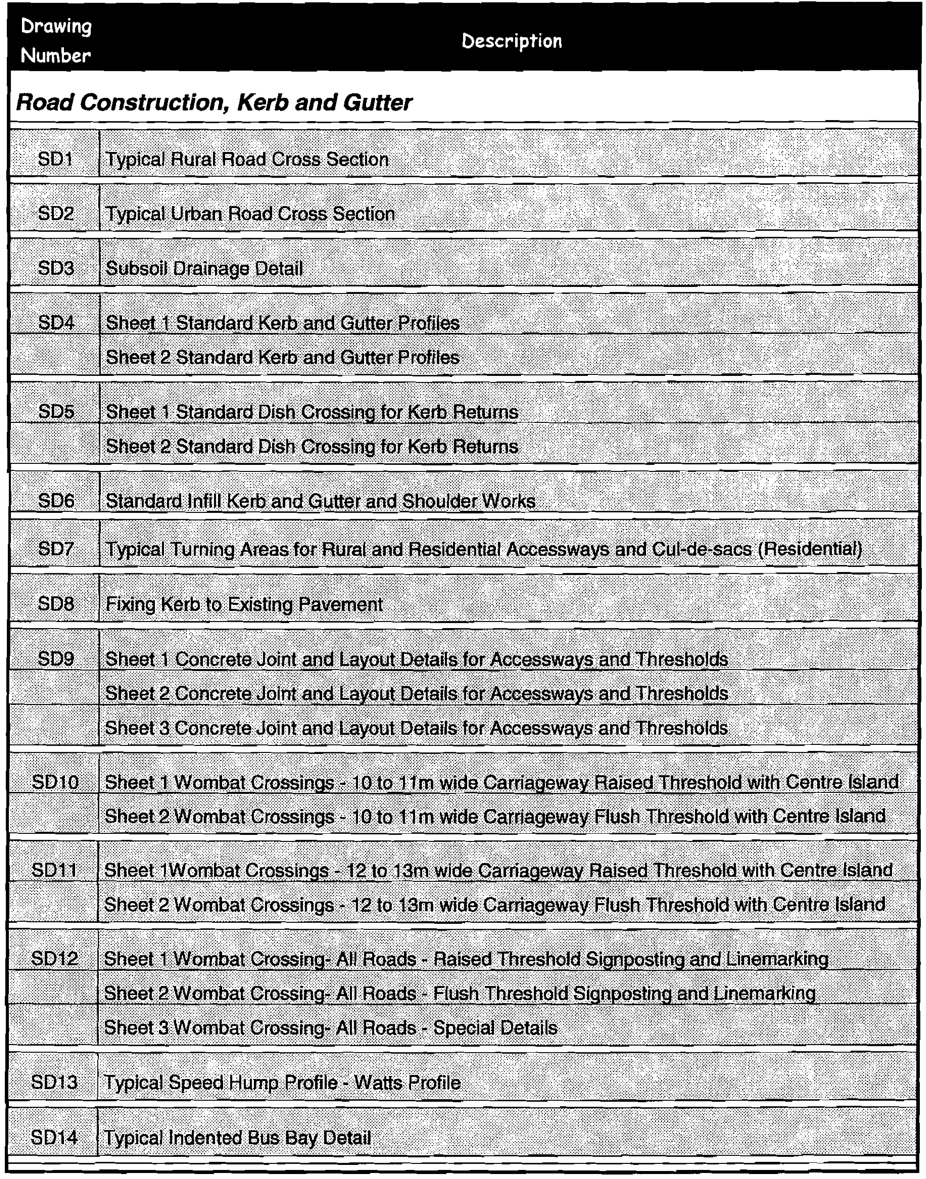 Drawing
Number
Description
Road Construction, Kerb and Gutter
SD1 Typical Rural Road Cross Section
SD2 Typical Urban Road Cross Section
SD3 Subsoil Drainage Detail
SD4 Sheet 1 Standard Kerb and Gutter Profiles
Sheet 2 Standard Kerb and Gutter Profiles
SD5 Sheet 1 Standard Dish Crossing for Kerb Returns
Sheet 2 Standard Dish Crossing for Kerb Returns
SD6 Standard Infill Kerb and Gutter and Shoulder Works
SD7 Typical Turning Areas for Rural and Residential Accessways and Cul-de-sacs (Residential)
SD8 Fixing Kerb to Existing Pavement
SD9 Sheet 1 Concrete Joint and Layout Details for Accessways and Thresholds
Sheet 2 Concrete Joint and Layout Details for Accessways and Thresholds
Sheet 3 Concrete Joint and Layout Details for Accessways and Thresholds
SD10 Sheet 1 Wombat Crossings - 10 to 11m wide Carriageway Raised Threshold with Centre Island
Sheet 2 Wombat Crossings - 10 to 11m wide Carriageway Flush Threshold with Centre Island
SD11 Sheet 1Wombat Crossings - 12 to 13m wide Carriageway Raised Threshold with Centre Island
Sheet 2 Wombat Crossings - 12 to 13m wide Carriageway Flush Threshold with Centre Island
SD12 Sheet 1 Wombat Crossing- All Roads - Raised Threshold Signposting and Linemarking
Sheet 2 Wombat Crossing- All Roads - Flush Threshold Signposting and Linemarking
Sheet 3 Wombat Crossing- All Roads - Special Details
SD13 Typical Speed Hump Profile - Watts Profile
SD14 Typical Indented Bus Bay Detail